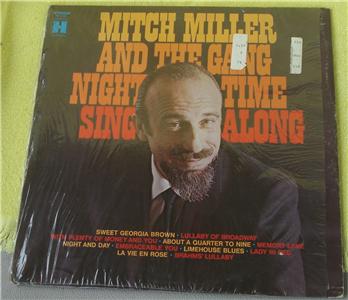 H
MITCH MILLER
AND THE GANG
NIGHT TIME
SING ALONG
SWEET GEORGIA BROWN • LULLABY OF BROADWAY
WITH PLENTY OF MONEY AND YOU • ABOUT A QUARTER TO NINE • MEMORY LANE
NIGHT AND DAY • EMBRACEABLE YOU • LIMEHOUSE BLUES • LADY IN RED
LA VIE EN ROSE • BRAHMS' LULLABY